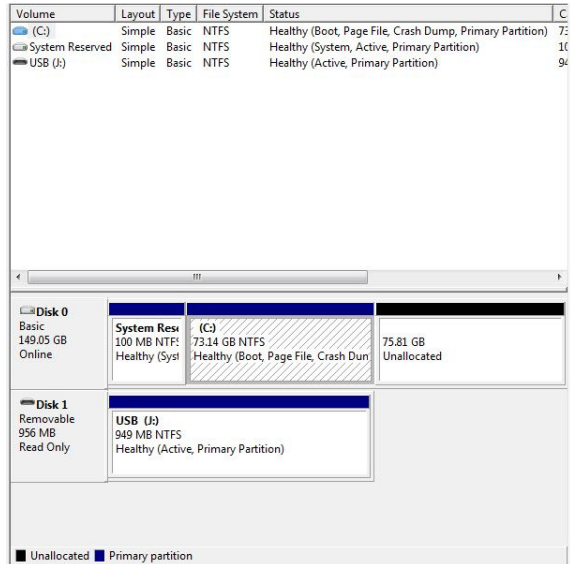 Volume Layout Type File System Status C
(C:) Simple Basic NTFS Healthy (Boot, Page File, Crash Dump, Primary Partition) 73
System Reserved Simple Basic NTFS Healthy (System, Active, Primary Partition) 10
USB (J:) Simple Basic NTFS Healthy (Active, Primary Partition) 94
Disk 0
Basic
149.05 GB
Online
System Rese
100 MB NTFS
Healthy (Syst
(C:)
73.14 GB NTFS
Healthy (Boot, Page File, Crash Dun
75.81 GB
Unallocated
Disk 1
Removable
956 MB
Read Only
USB (J:)
949 MB NTFS
Healthy (Active, Primary Partition)
Unallocated Primary partition